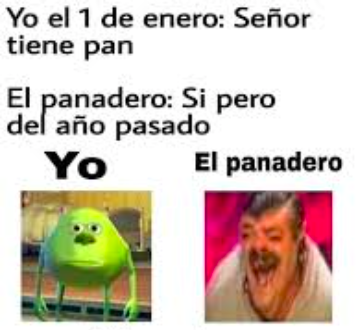 Yo el 1 de enero: Señor
tiene pan
El panadero: Si pero
del año pasado
Yo
El panadero